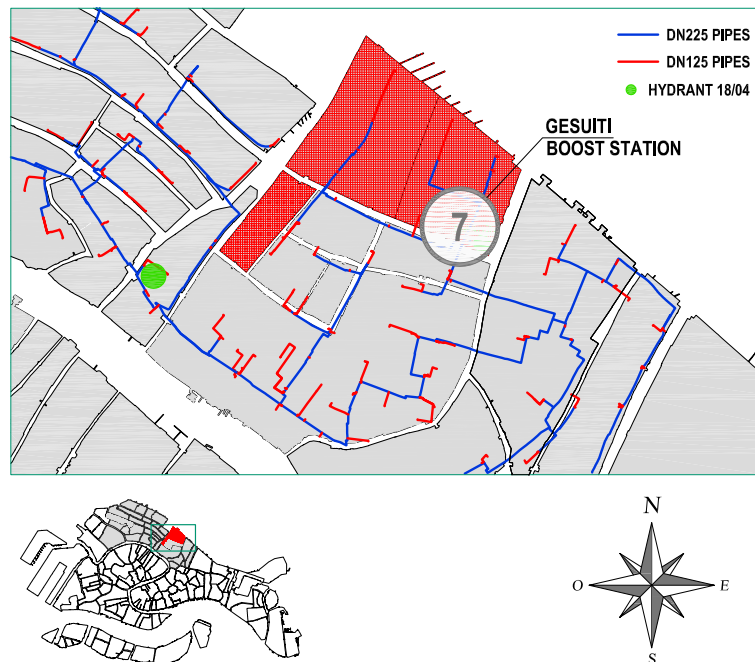 DN225 PIPES
DN125 PIPES
HYDRANT 18/04
GESUITI
BOOST STATION
7
N
O
E
S